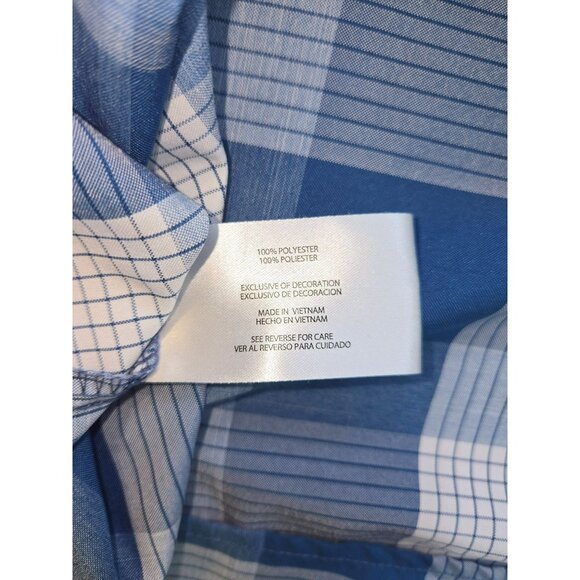 100% POLYESTER
100% POLIESTER
EXCLUSIVE OF DECORATION
EXCLUSIVO DE DECORACION
MADE IN VIETNAM
HECHO EN VIETNAM
SEE REVERSE FOR CARE
VER AL REVERSO PARA CUIDADO